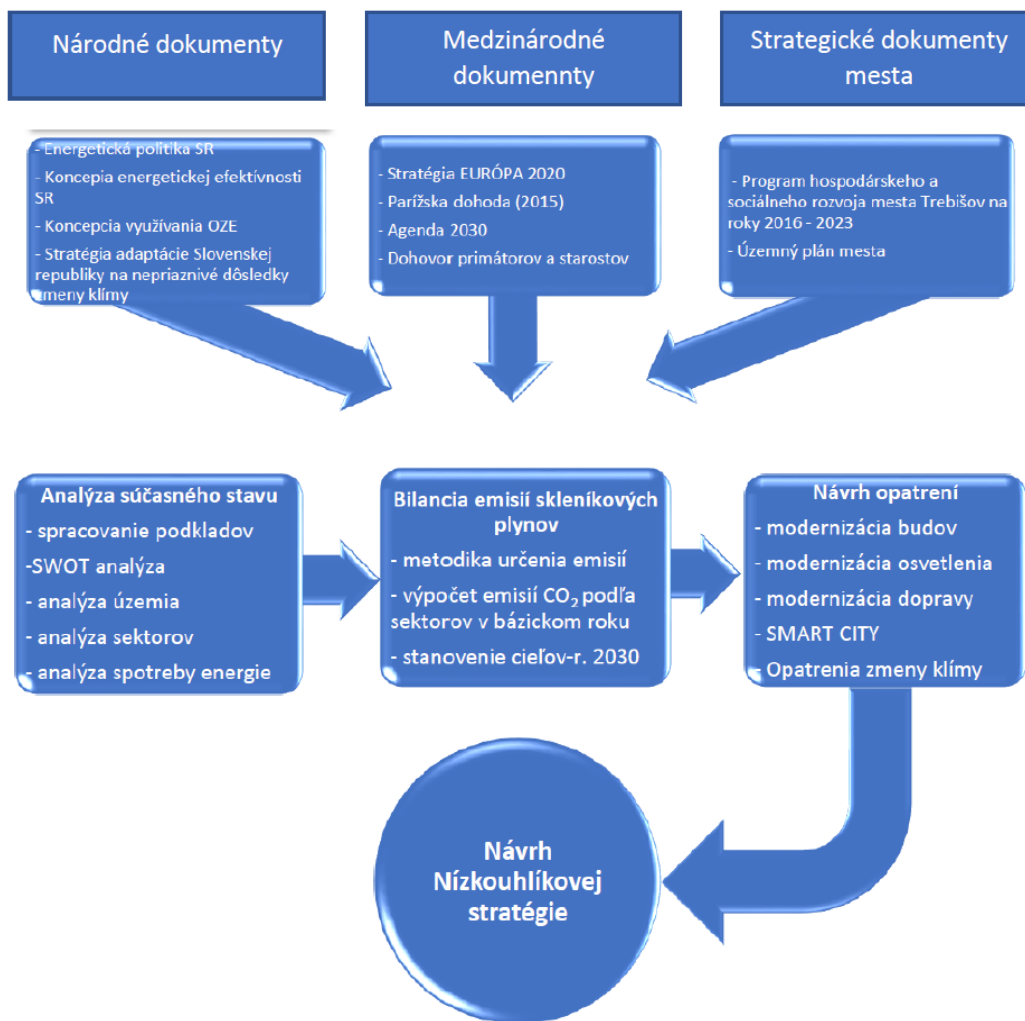 Národné dokumenty
Medzinárodné
dokumennty
Strategické dokumenty
mesta
- Energetická politika SR
- Koncepia energetickej efektívnosti
SR
- Koncepcia využívania OZE
- Stratégia adaptácie Slovenskej
republiky na nepriaznivé dôsledky
zmeny klímy
- Stratégia EURÓPA 2020
- Parížska dohoda (2015)
- Agenda 2030
- Dohovor primátorov a starostov
- Program hospodárskeho a
sociálneho rozvoja mesta Trebišov na
roky 2016 - 2023
- Územný plán mesta
Analýza súčasného stavu
- spracovanie podkladov
-SWOT analýza
- analýza územia
- analýza sektorov
- analýza spotreby energie
Bilancia emisií skleníkových
plynov
- metodika určenia emisií
- výpočet emisií CO₂ podľa
sektorov v bázickom roku
- stanovenie cieľov-r. 2030
Návrh opatrení
- modernizácia budov
- modernizácia osvetlenia
- modernizácia dopravy
- SMART CITY
- Opatrenia zmeny klímy
Návrh
Nízkouhlíkovej
stratégie